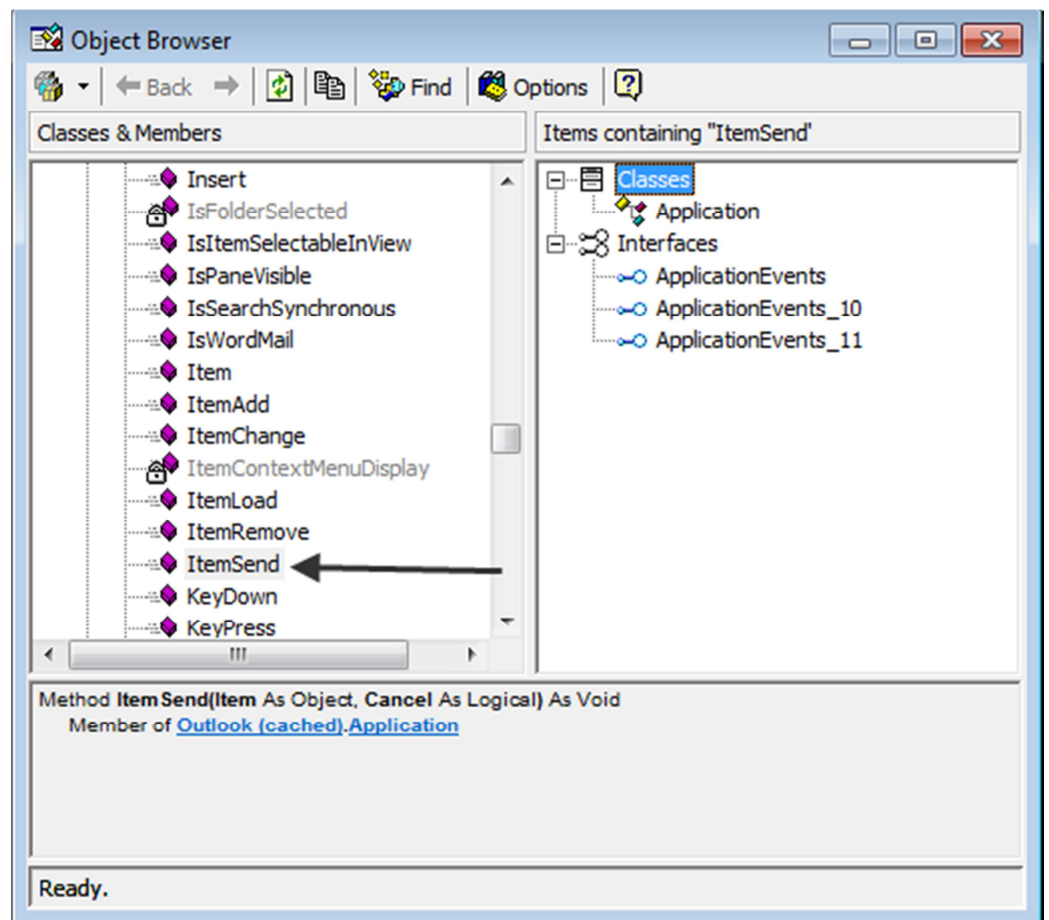 Object Browser
Back Find Options
Classes & Members
Items containing "ItemSend'
Insert
IsFolderSelected
IsItemSelectableInView
IsPaneVisible
IsSearchSynchronous
IsWordMail
Item
ItemAdd
ItemChange
ItemContextMenuDisplay
ItemLoad
ItemRemove
ItemSend
KeyDown
KeyPress
Classes
Application
Interfaces
ApplicationEvents
ApplicationEvents_10
ApplicationEvents_11
Method ItemSend(Item As Object, Cancel As Logical) As Void
Member of Outlook (cached).Application
Ready.